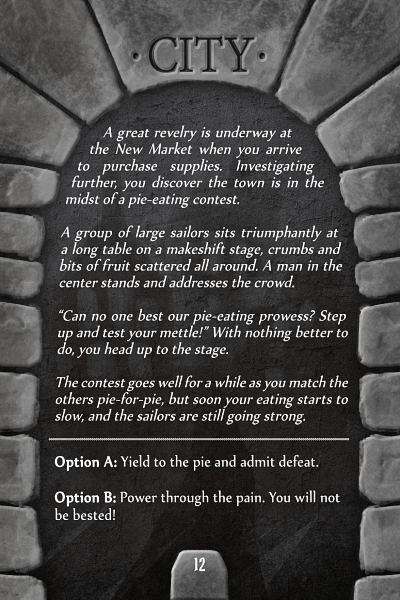 · CITY ·
A great revelry is underway at
the New Market when you arrive
to purchase supplies. Investigating
further, you discover the town is in the
midst of a pie-eating contest.
A group of large sailors sits triumphantly at
a long table on a makeshift stage, crumbs and
bits of fruit scattered all around. A man in the
center stands and addresses the crowd.
“Can no one best our pie-eating prowess? Step
up and test your mettle!” With nothing better to
do, you head up to the stage.
The contest goes well for a while as you match the
others pie-for-pie, but soon your eating starts to
slow, and the sailors are still going strong.
Option A: Yield to the pie and admit defeat.
Option B: Power through the pain. You will not
be bested!
12